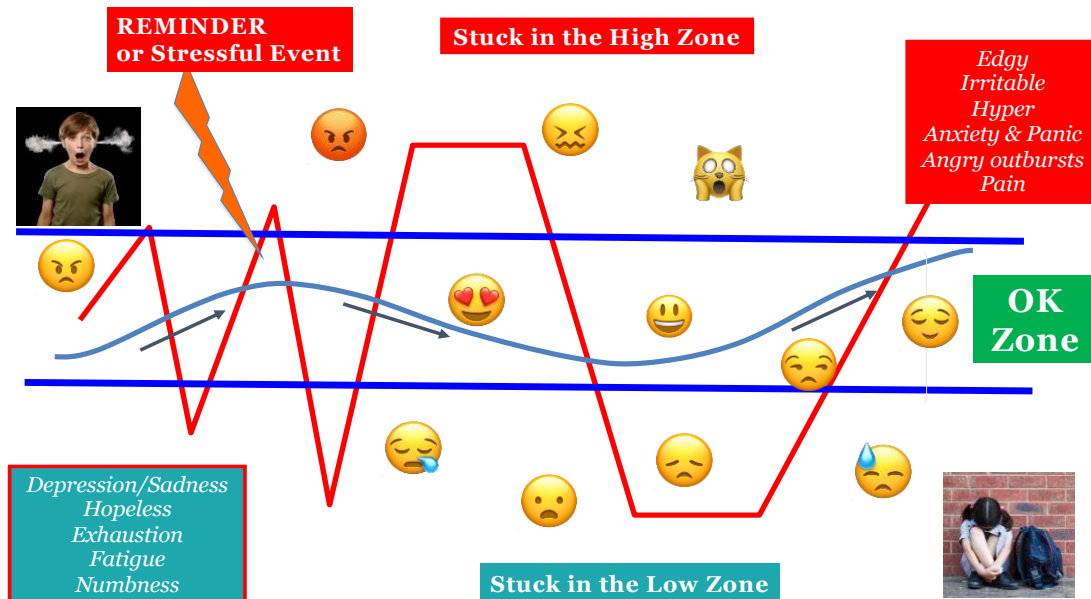 REMINDER
or Stressful Event
Stuck in the High Zone
Edgy
Irritable
Hyper
Anxiety & Panic
Angry outbursts
Pain
OK
Zone
Depression/Sadness
Hopeless
Exhaustion
Fatigue
Numbness
Stuck in the Low Zone